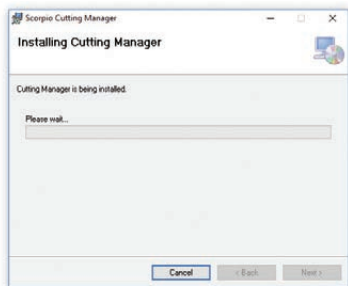 Scorpio Cutting Manager
Installing Cutting Manager
Cutting Manager is being installed.
Please wait...
Cancel
< Back
Next >